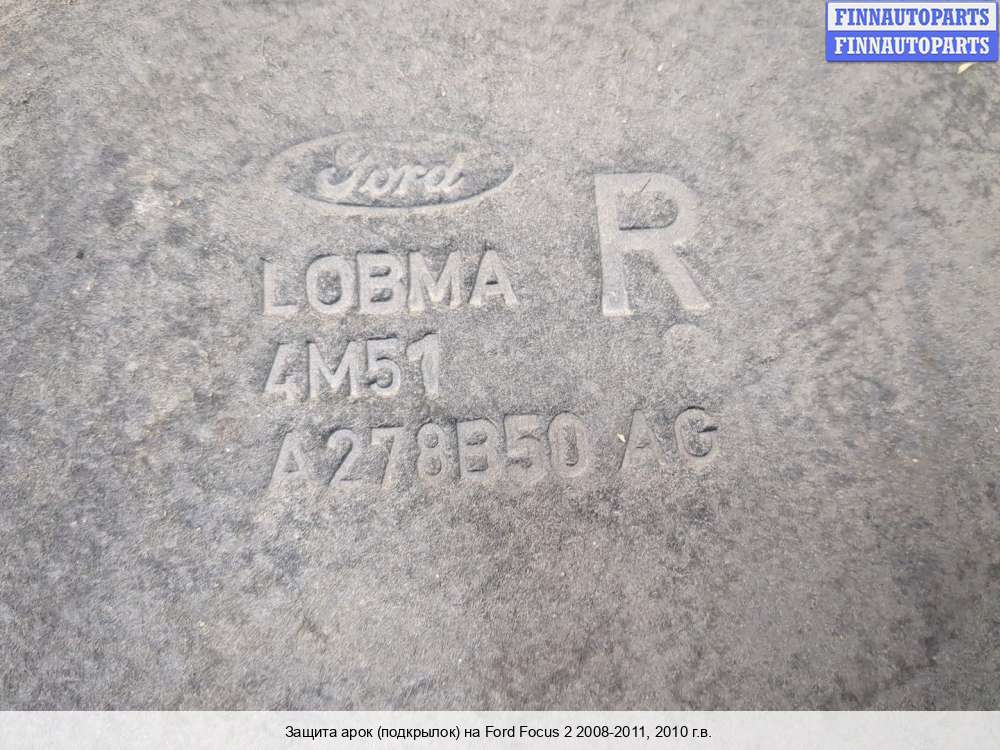 FINNAUTOPARTS
FINNAUTOPARTS
Ford
R
LOBMA
4M51
A278B50 AG
Защита арок (подкрылок) на Ford Focus 2 2008-2011, 2010 г.в.